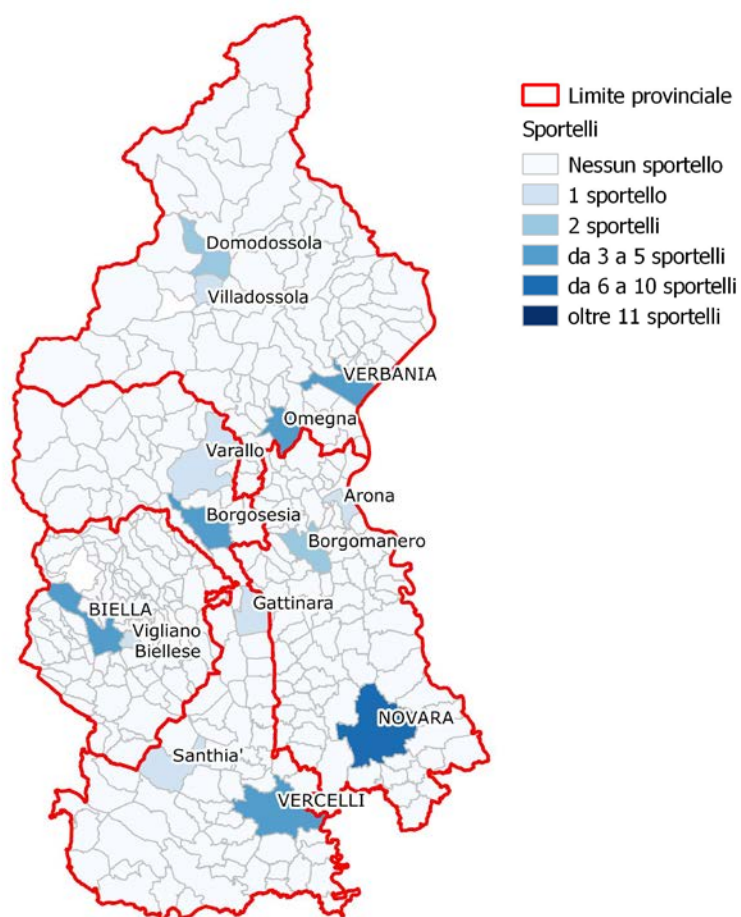 Limite provinciale
Sportelli
Nessun sportello
1 sportello
2 sportelli
da 3 a 5 sportelli
da 6 a 10 sportelli
oltre 11 sportelli
Domodossola
Villadossola
VERBANIA
Omegna
Varallo
Arona
Borgosesia
Borgomanero
Gattinara
BIELLA
Vigliano
Biellese
NOVARA
Santhia'
VERCELLI